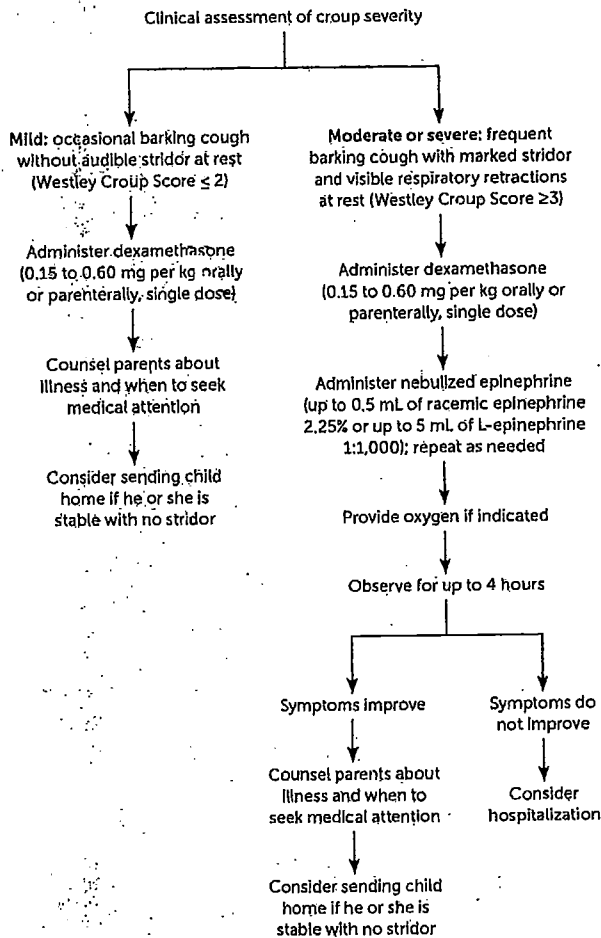 Clinical assessment of croup severity
Mild: occasional barking cough
without audible stridor at rest
(Westley Croup Score ≤ 2)
Administer dexamethasone
(0.15 to 0.60 mg per kg orally
or parenterally, single dose)
Counsel parents about
illness and when to seek
medical attention
Consider sending child
home if he or she is
stable with no stridor
Moderate or severe: frequent
barking cough with marked stridor
and visible respiratory retractions
at rest (Westley Croup Score ≥3)
Administer dexamethasone
(0.15 to 0.60 mg per kg orally or
parenterally, single dose)
Administer nebulized epinephrine
(up to 0.5 mL of racemic epinephrine
2.25% or up to 5 mL of L-epinephrine
1:1,000); repeat as needed
Provide oxygen if indicated
Observe for up to 4 hours
Symptoms improve
Counsel parents about
illness and when to
seek medical attention
Consider sending child
home if he or she is
stable with no stridor
Symptoms do
not improve
Consider
hospitalization